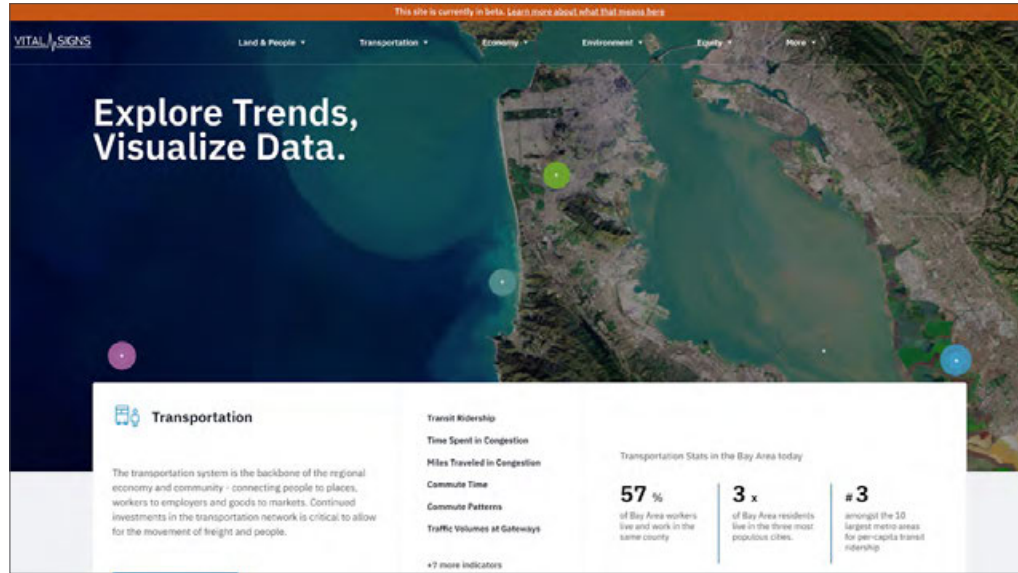 This site is currently in beta. Learn more about what that means here
VITAL SIGNS
Land & People
Transportation
Economy
Environment
Equity
More
Explore Trends,
Visualize Data.
Transportation
The transportation system is the backbone of the regional
economy and community - connecting people to places,
workers to employers and goods to markets. Continued
investments in the transportation network is critical to allow
for the movement of freight and people.
Transit Ridership
Time Spent in Congestion
Miles Traveled in Congestion
Commute Time
Commute Patterns
Traffic Volumes at Gateways
+7 more indicators
Transportation Stats in the Bay Area today
57 %
of Bay Area workers
live and work in the
same county
3 x
of Bay Area residents
live in the three most
populous cities.
# 3
amongst the 10
largest metro areas
for per-capita transit
ridership